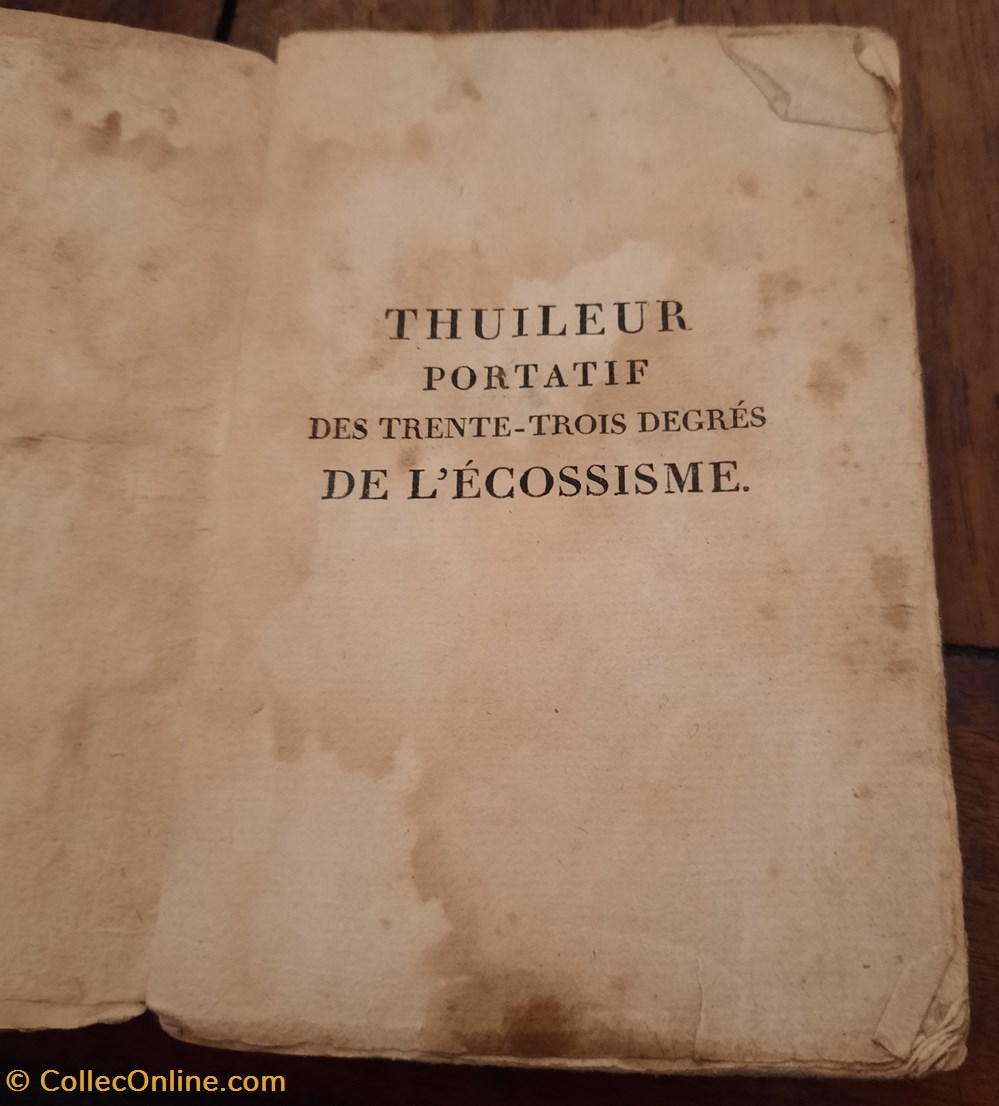 THUILEUR
PORTATIF
DES TRENTE-TROIS DEGRÉS
DE L'ÉCOSSISME.
© CollecOnline.com